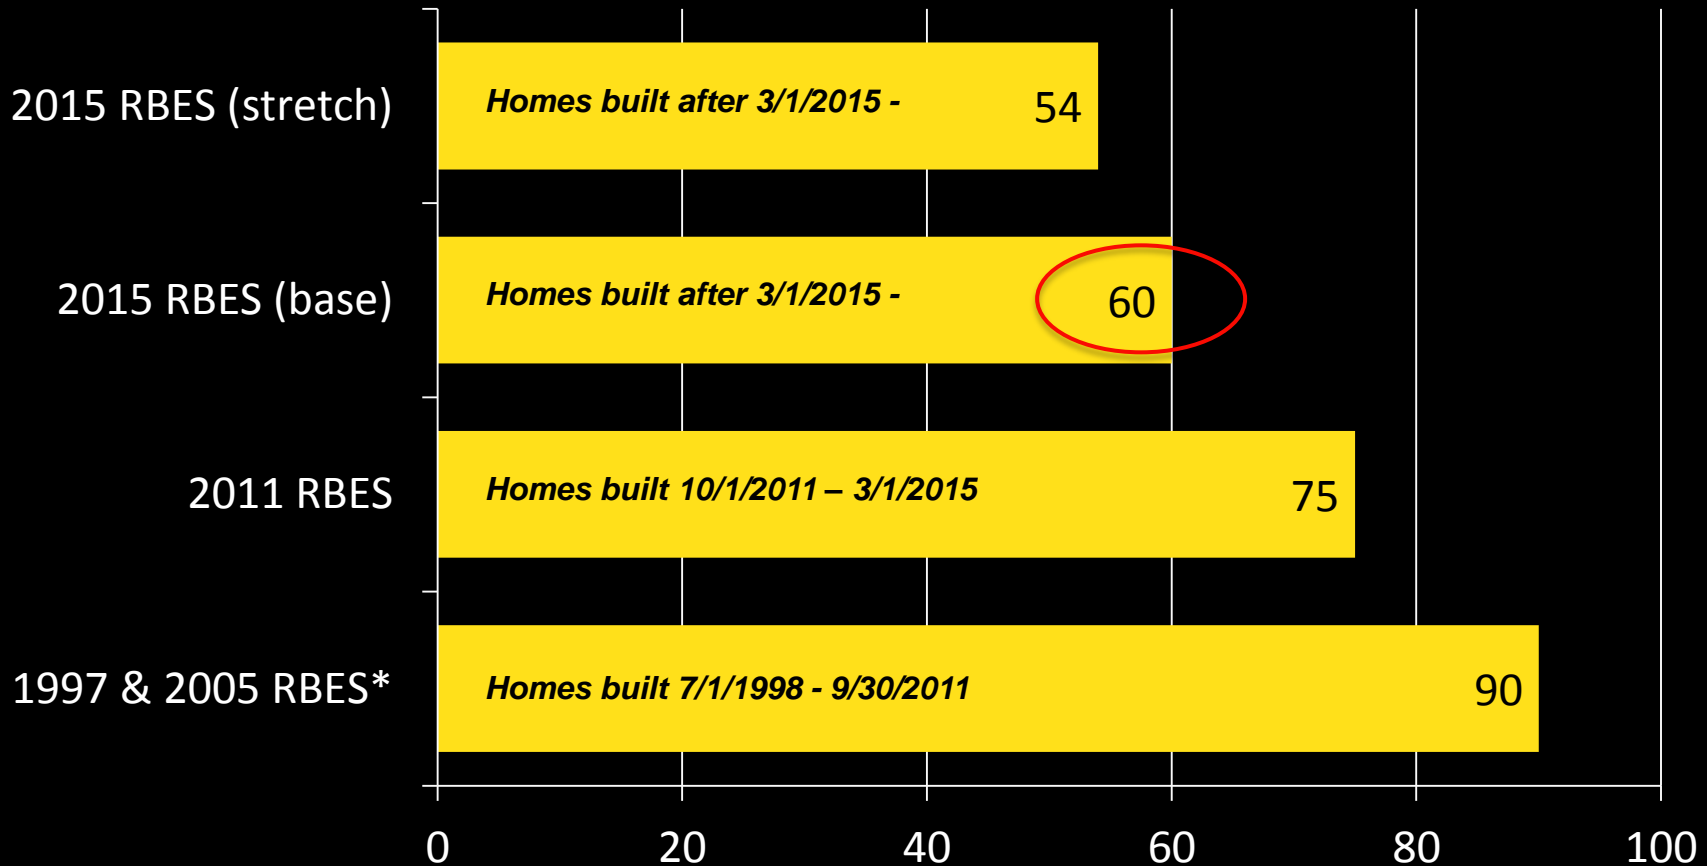 2015 RBES (stretch) Homes built after 3/1/2015 - 54
2015 RBES (base) Homes built after 3/1/2015 - 60
2011 RBES Homes built 10/1/2011 – 3/1/2015 75
1997 & 2005 RBES* Homes built 7/1/1998 - 9/30/2011 90
0 20 40 60 80 100